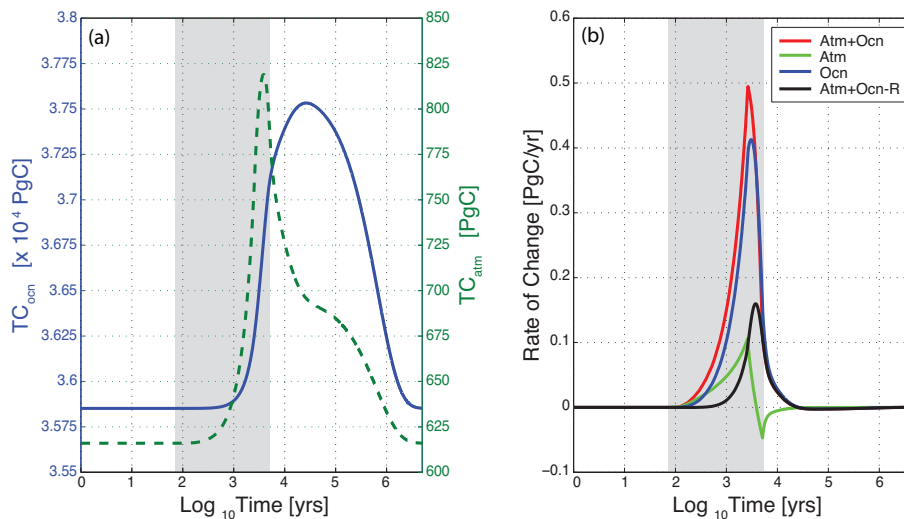 (a)
3.8
3.775
3.75
3.725
3.7
3.675
3.65
3.625
3.6
3.575
3.55
TCocn [x 10 4 PgC]
850
825
800
775
750
725
700
675
650
625
600
TCatm [PgC]
0 1 2 3 4 5 6
Log 10Time [yrs]
(b)
Atm+Ocn
Atm
Ocn
Atm+Ocn-R
0.6
0.5
0.4
0.3
0.2
0.1
0
−0.1
Rate of Change [PgC/yr]
0 1 2 3 4 5 6
Log 10Time [yrs]